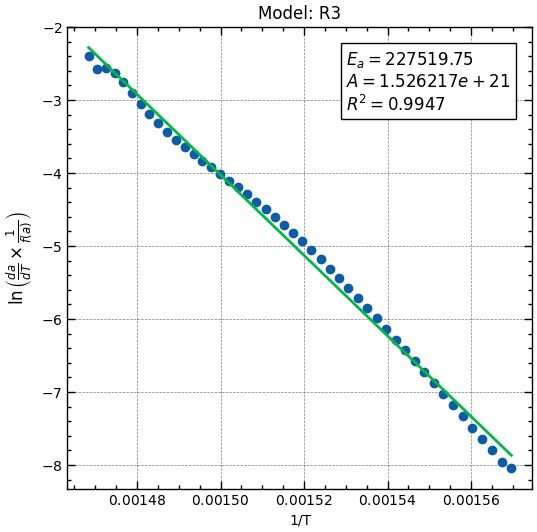 Model: R3
E_a = 227519.75
A = 1.526217e + 21
R^2 = 0.9947
ln(da/dT × 1/f(a))
−2
−3
−4
−5
−6
−7
−8
0.00148 0.00150 0.00152 0.00154 0.00156
1/T